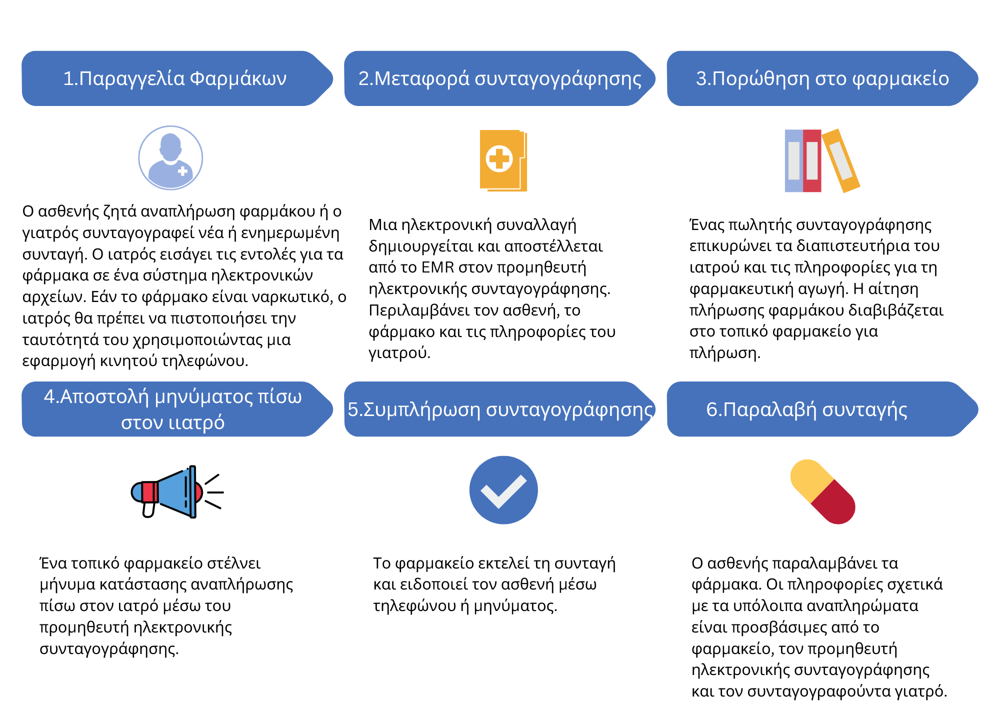 1.Παραγγελία Φαρμάκων
2.Μεταφορά συνταγογράφησης
3.Πορώθηση στο φαρμακείο
Ο ασθενής ζητά αναπλήρωση φαρμάκου ή ο
γιατρός συνταγογραφεί νέα ή ενημερωμένη
συνταγή. Ο ιατρός εισάγει τις εντολές για τα
φάρμακα σε ένα σύστημα ηλεκτρονικών
αρχείων. Εάν το φάρμακο είναι ναρκωτικό, ο
ιατρός θα πρέπει να πιστοποιήσει την
ταυτότητά του χρησιμοποιώντας μια
εφαρμογή κινητού τηλεφώνου.
Μια ηλεκτρονική συναλλαγή
δημιουργείται και αποστέλλεται
από το EMR στον προμηθευτή
ηλεκτρονικής συνταγογράφησης.
Περιλαμβάνει τον ασθενή, το
φάρμακο και τις πληροφορίες του
γιατρού.
Ένας πωλητής συνταγογράφησης
επικυρώνει τα διαπιστευτήρια του
ιατρού και τις πληροφορίες για τη
φαρμακευτική αγωγή. Η αίτηση
πλήρωσης φαρμάκου διαβιβάζεται
στο τοπικό φαρμακείο για
πλήρωση.
4.Αποστολή μηνύματος πίσω
στον ιιατρό
5.Συμπλήρωση συνταγογράφησης
6.Παραλαβή συνταγής
Ένα τοπικό φαρμακείο στέλνει
μήνυμα κατάστασης αναπλήρωσης
πίσω στον ιατρό μέσω του
προμηθευτή ηλεκτρονικής
συνταγογράφησης.
Το φαρμακείο εκτελεί τη συνταγή
και ειδοποιεί τον ασθενή μέσω
τηλεφώνου ή μηνύματος.
Ο ασθενής παραλαμβάνει τα
φάρμακα. Οι πληροφορίες σχετικά
με τα υπόλοιπα αναπληρώματα
είναι προσβάσιμες από το
φαρμακείο, τον προμηθευτή
ηλεκτρονικής συνταγογράφησης
και τον συνταγογραφούντα γιατρό.